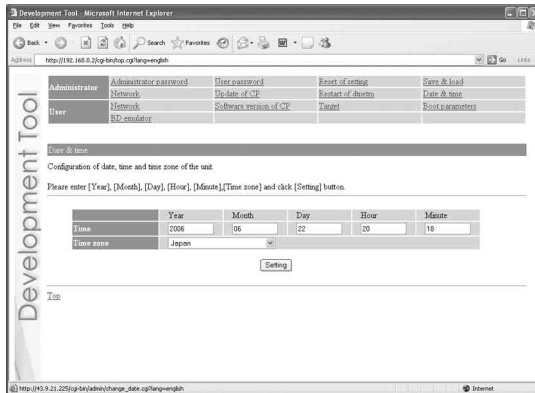 Development Tool - Microsoft Internet Explorer
File Edit View Favorites Tools Help
Back Search Favorites
Address http://192.168.0.2/cgi-bin/top.cgi?lang=english Go Links
Development Tool
Administrator Administrator password User password Reset of setting Save & load
Network Update of CP Restart of dtnetm Date & time
User Network Software version of CP Target Boot parameters
BD emulator
Date & time
Configuration of date, time and time zone of the unit.
Please enter [Year], [Month], [Day], [Hour], [Minute],[Time zone] and click [Setting] button.
Year Month Day Hour Minute
Time 2006 06 22 20 18
Time zone Japan
Setting
Top
http://43.9.21.225/cgi-bin/admin/change_date.cgi?lang=english Internet